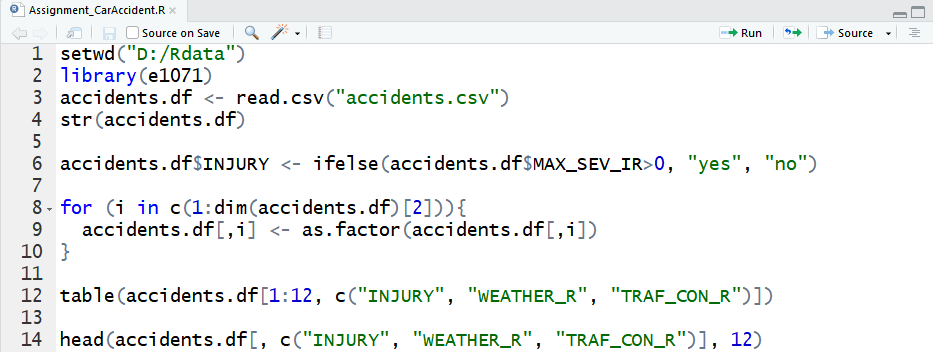 Assignment_CarAccident.R
Source on Save
Run
Source
1 setwd("D:/Rdata")
2 library(e1071)
3 accidents.df <- read.csv("accidents.csv")
4 str(accidents.df)
5
6 accidents.df$INJURY <- ifelse(accidents.df$MAX_SEV_IR>0, "yes", "no")
7
8 for (i in c(1:dim(accidents.df)[2])){
9   accidents.df[,i] <- as.factor(accidents.df[,i])
10 }
11
12 table(accidents.df[1:12, c("INJURY", "WEATHER_R", "TRAF_CON_R")])
13
14 head(accidents.df[, c("INJURY", "WEATHER_R", "TRAF_CON_R")], 12)